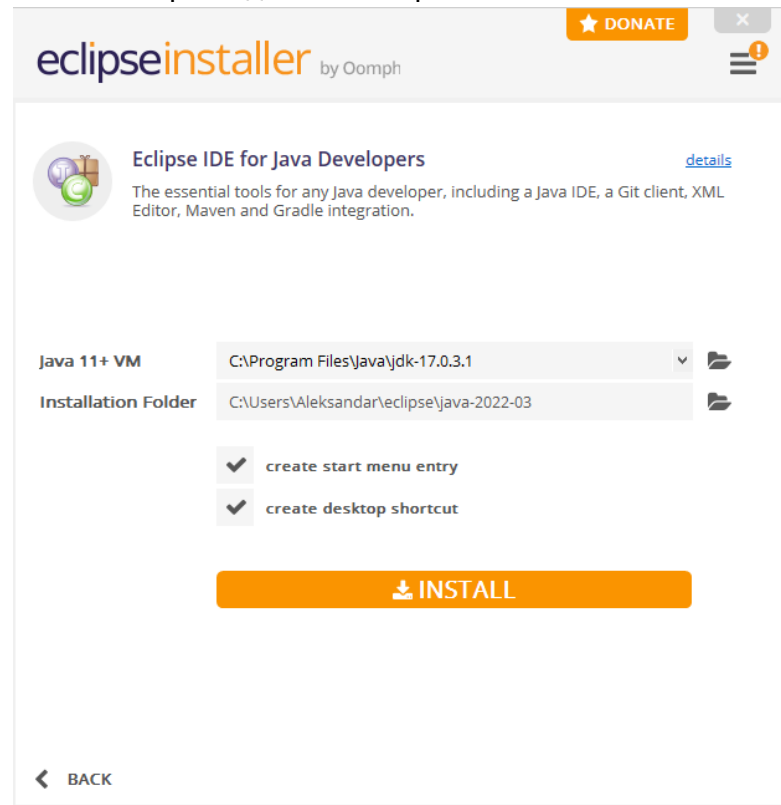 DONATE
eclipseinstaller by Oomph
Eclipse IDE for Java Developers
details
The essential tools for any Java developer, including a Java IDE, a Git client, XML
Editor, Maven and Gradle integration.
Java 11+ VM
C:\Program Files\Java\jdk-17.0.3.1
Installation Folder
C:\Users\Aleksandar\eclipse\java-2022-03
create start menu entry
create desktop shortcut
INSTALL
BACK